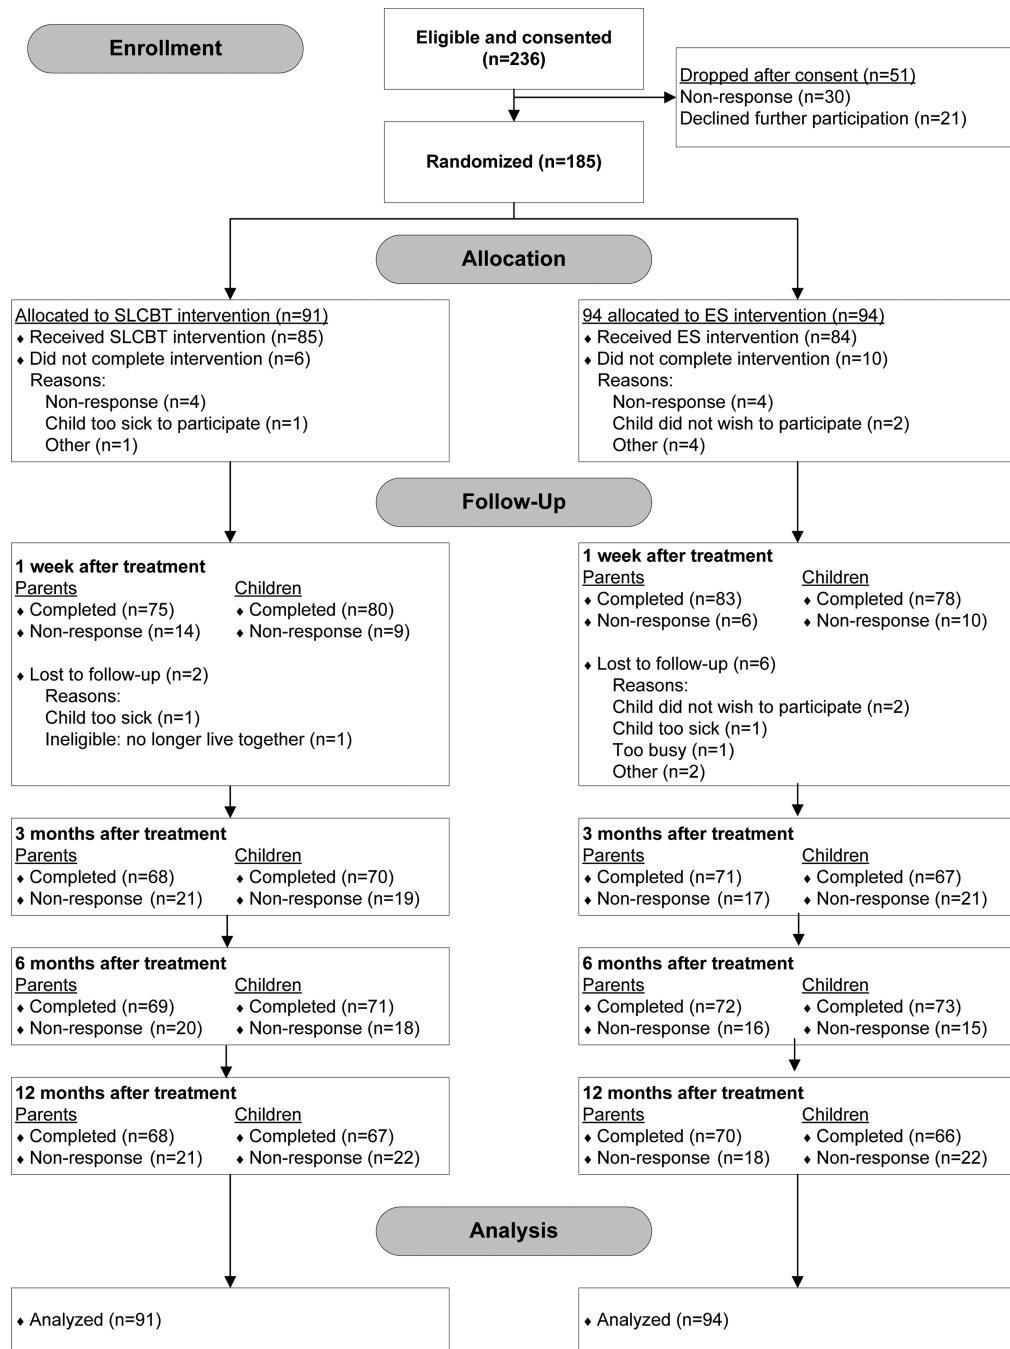 Enrollment
Eligible and consented
(n=236)
Dropped after consent (n=51)
Non-response (n=30)
Declined further participation (n=21)
Randomized (n=185)
Allocation
Allocated to SLCBT intervention (n=91)
♦ Received SLCBT intervention (n=85)
♦ Did not complete intervention (n=6)
Reasons:
Non-response (n=4)
Child too sick to participate (n=1)
Other (n=1)
94 allocated to ES intervention (n=94)
♦ Received ES intervention (n=84)
♦ Did not complete intervention (n=10)
Reasons:
Non-response (n=4)
Child did not wish to participate (n=2)
Other (n=4)
Follow-Up
1 week after treatment
Parents Children
♦ Completed (n=75) ♦ Completed (n=80)
♦ Non-response (n=14) ♦ Non-response (n=9)
♦ Lost to follow-up (n=2)
Reasons:
Child too sick (n=1)
Ineligible: no longer live together (n=1)
1 week after treatment
Parents Children
♦ Completed (n=83) ♦ Completed (n=78)
♦ Non-response (n=6) ♦ Non-response (n=10)
♦ Lost to follow-up (n=6)
Reasons:
Child did not wish to participate (n=2)
Child too sick (n=1)
Too busy (n=1)
Other (n=2)
3 months after treatment
Parents Children
♦ Completed (n=68) ♦ Completed (n=70)
♦ Non-response (n=21) ♦ Non-response (n=19)
3 months after treatment
Parents Children
♦ Completed (n=71) ♦ Completed (n=67)
♦ Non-response (n=17) ♦ Non-response (n=21)
6 months after treatment
Parents Children
♦ Completed (n=69) ♦ Completed (n=71)
♦ Non-response (n=20) ♦ Non-response (n=18)
6 months after treatment
Parents Children
♦ Completed (n=72) ♦ Completed (n=73)
♦ Non-response (n=16) ♦ Non-response (n=15)
12 months after treatment
Parents Children
♦ Completed (n=68) ♦ Completed (n=67)
♦ Non-response (n=21) ♦ Non-response (n=22)
12 months after treatment
Parents Children
♦ Completed (n=70) ♦ Completed (n=66)
♦ Non-response (n=18) ♦ Non-response (n=22)
Analysis
♦ Analyzed (n=91)
♦ Analyzed (n=94)